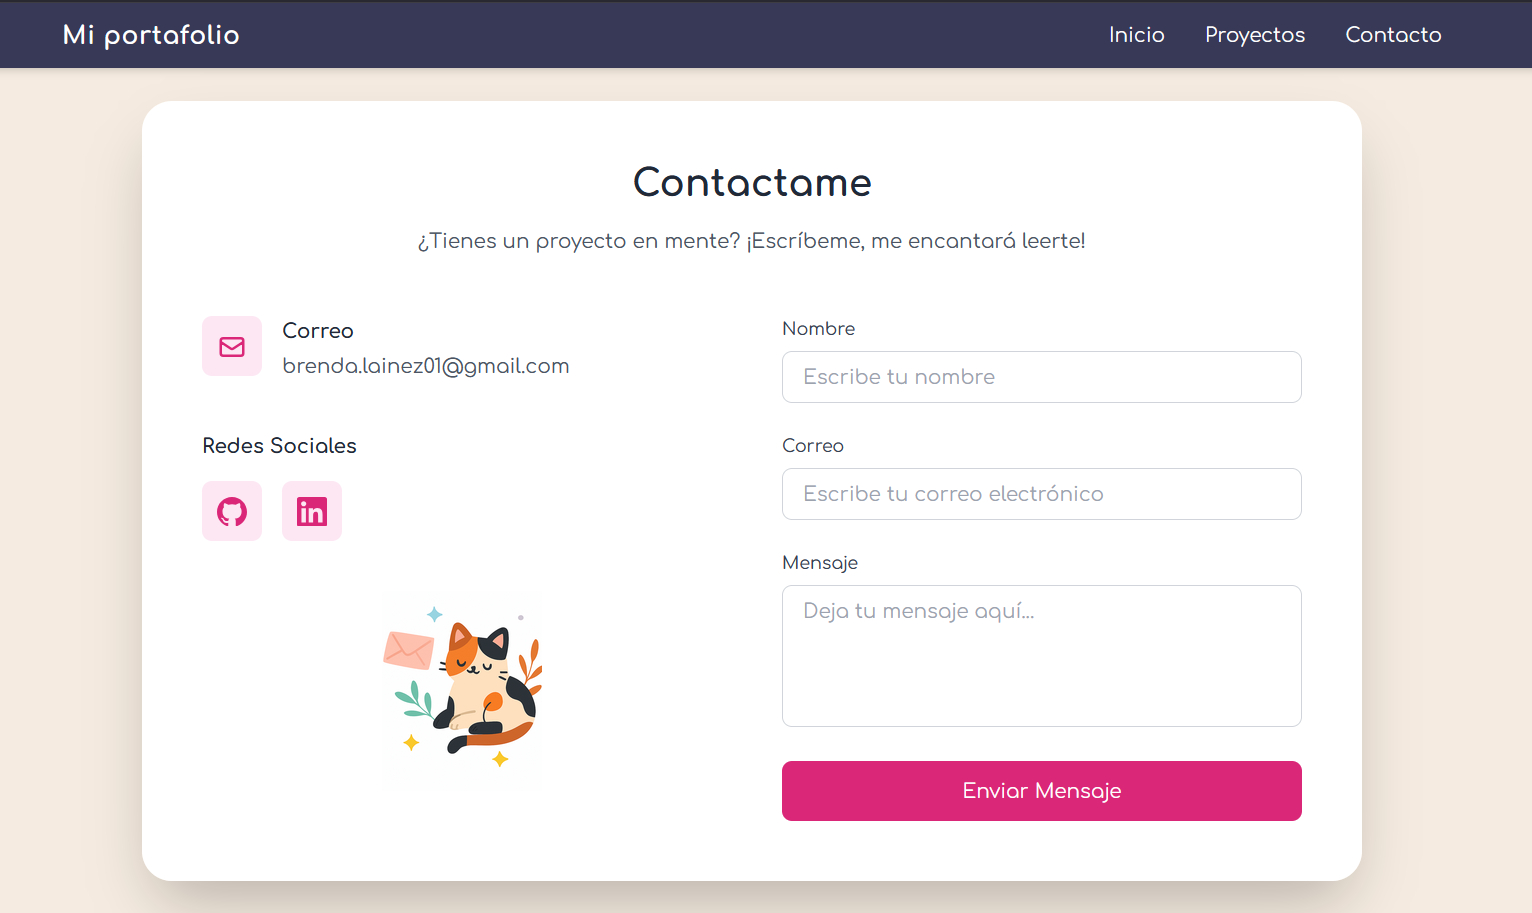 Mi portafolio
Inicio Proyectos Contacto
Contactame
¿Tienes un proyecto en mente? ¡Escríbeme, me encantará leerte!
Correo
brenda.lainez01@gmail.com
Redes Sociales
in
Nombre
Escribe tu nombre
Correo
Escribe tu correo electrónico
Mensaje
Deja tu mensaje aquí...
Enviar Mensaje